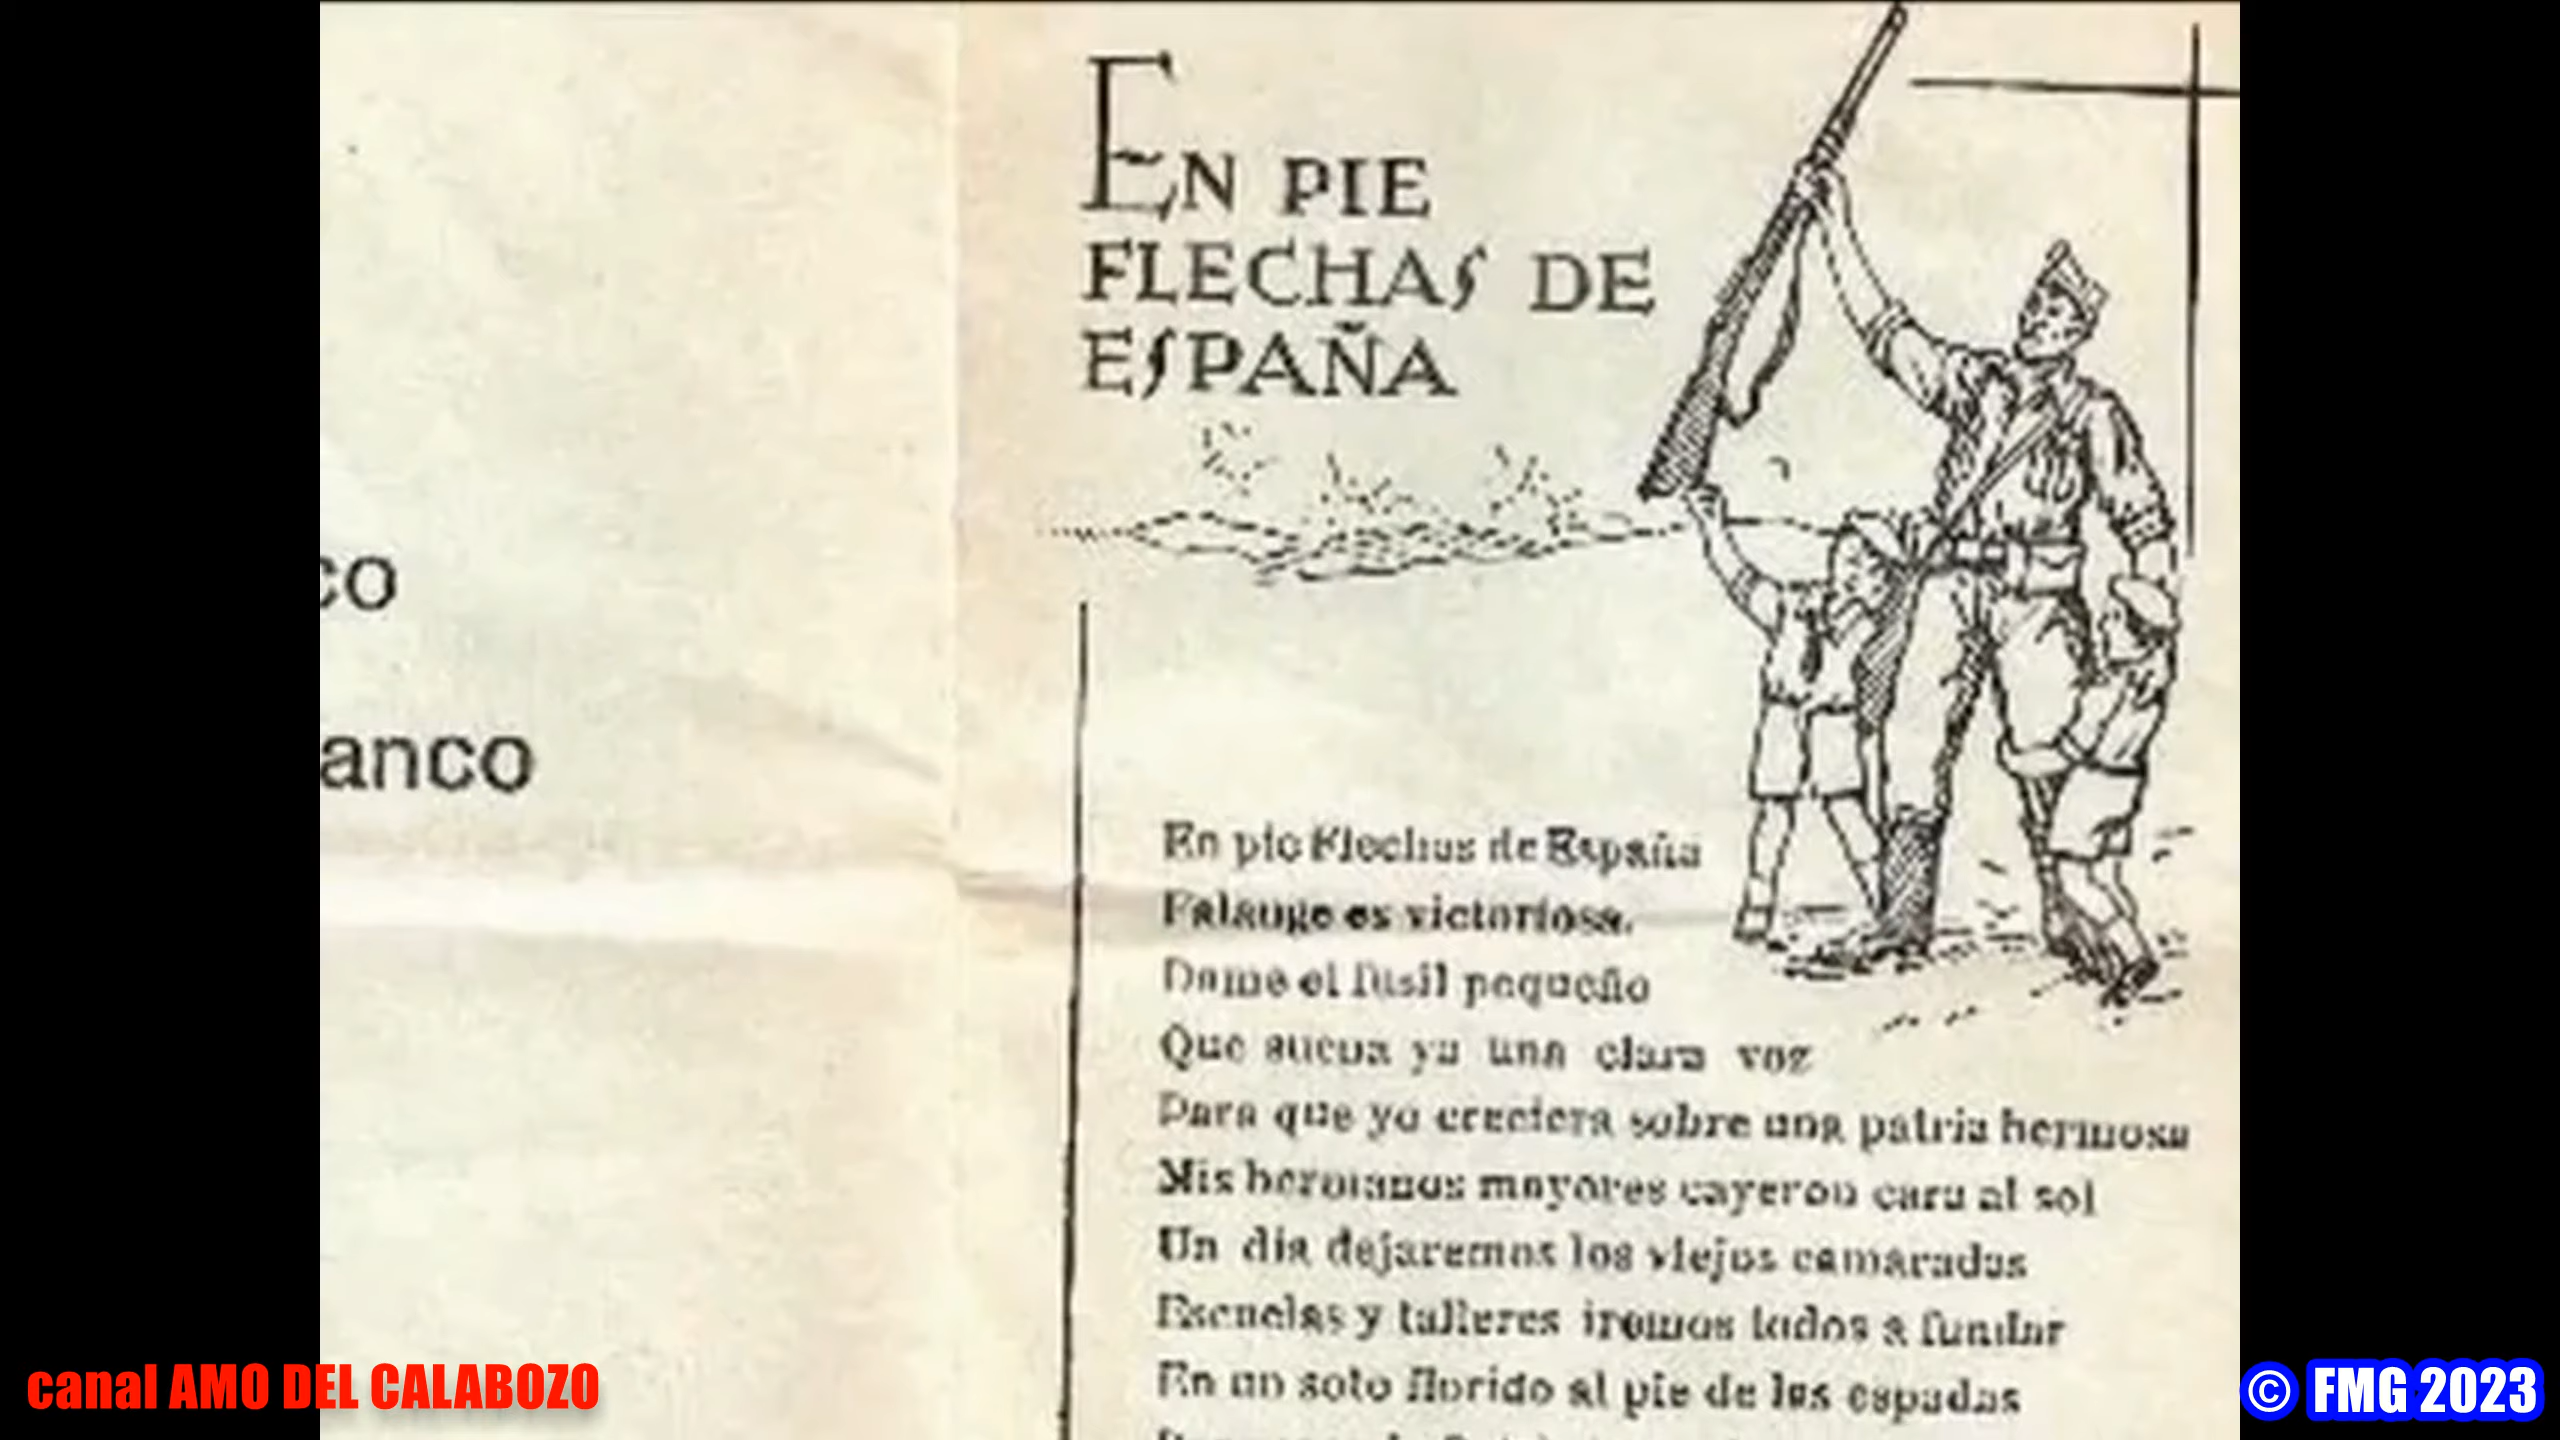 EN PIE
FLECHAS DE
ESPAÑA
co
anco
En pie Flechas de España
Falange es victoriosa.
Dame el fusil pequeño
Que suena ya una clara voz
Para que yo creciera sobre una patria hermosa
Mis hermanos mayores cayeron cara al sol
Un día dejaremos los viejos camaradas
Escuelas y talleres iremos todos a fundar
En un soto florido al pie de las espadas
canal AMO DEL CALABOZO
© FMG 2023